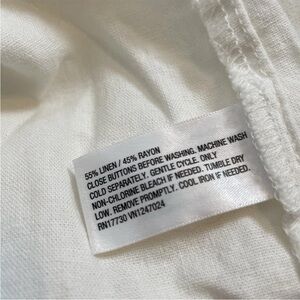 55% LINEN / 45% RAYON
CLOSE BUTTONS BEFORE WASHING. MACHINE WASH
COLD SEPARATELY. GENTLE CYCLE. ONLY
NON-CHLORINE BLEACH IF NEEDED. TUMBLE DRY
LOW. REMOVE PROMPTLY. COOL IRON IF NEEDED.
RN17730 VN1247024